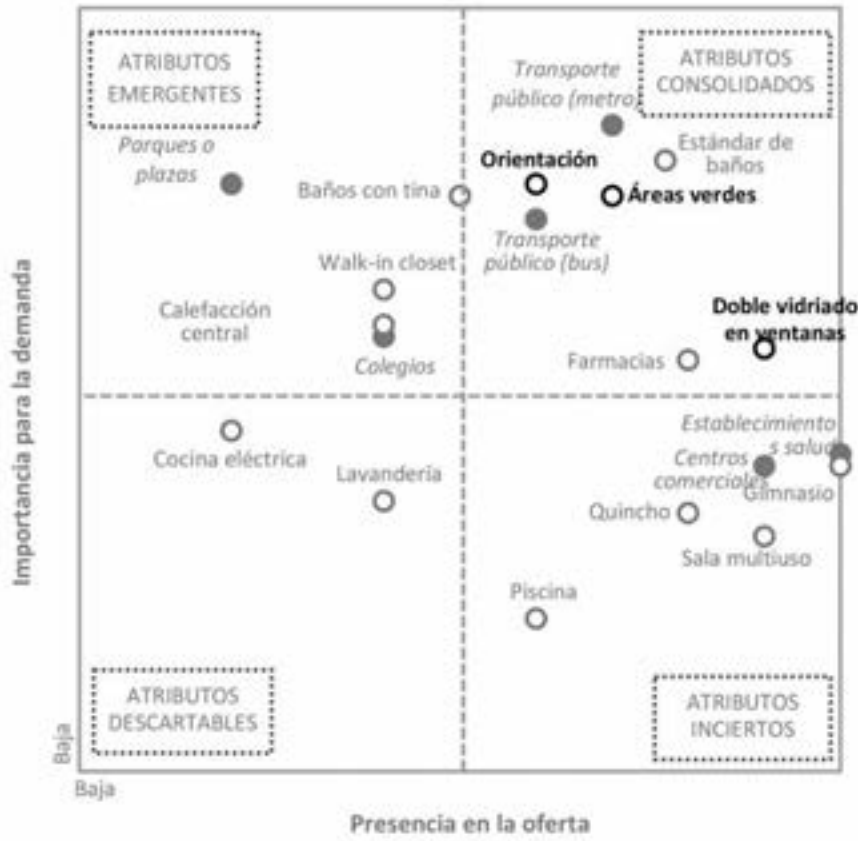 ATRIBUTOS
EMERGENTES
ATRIBUTOS
CONSOLIDADOS
Transporte
público (metro)
Parques o
plazas
Estándar de
baños
Orientación
Baños con tina
Áreas verdes
Transporte
público (bus)
Walk-in closet
Calefacción
central
Colegios
Doble vidriado
en ventanas
Farmacias
Importancia para la demanda
Cocina eléctrica
Lavandería
Establecimiento
s salud
Centros
comerciales
Gimnasio
Quincho
Sala multiuso
Piscina
ATRIBUTOS
DESCARTABLES
ATRIBUTOS
INCIERTOS
Baja
Baja
Presencia en la oferta